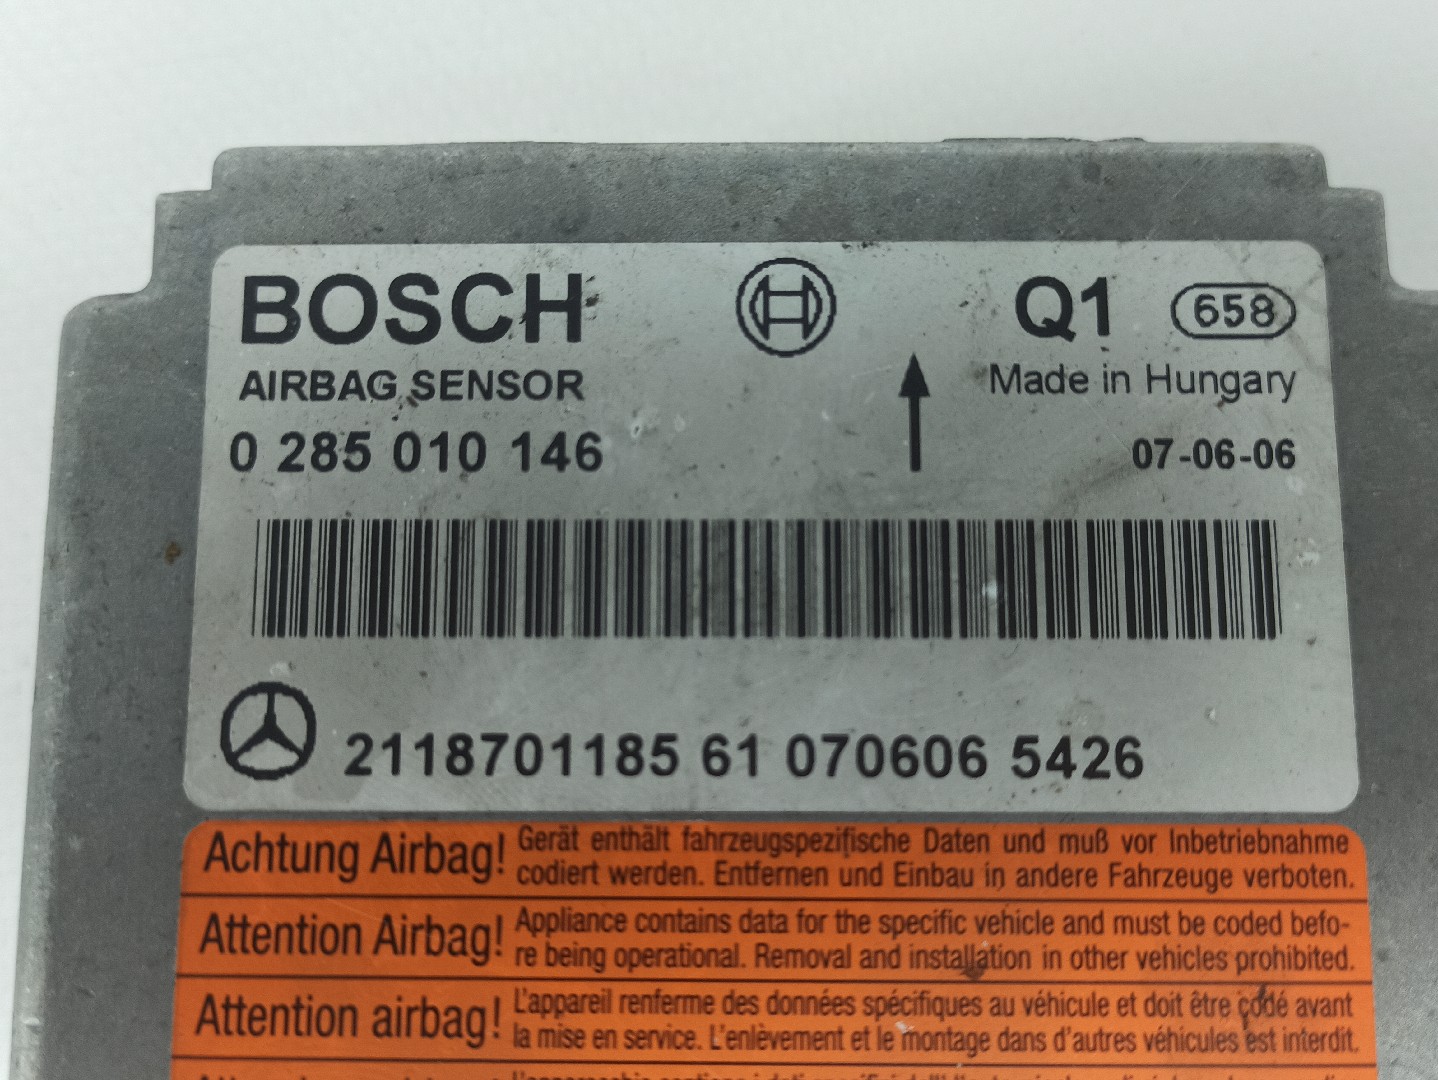 BOSCH
Q1 658
AIRBAG SENSOR
Made in Hungary
0 285 010 146
07-06-06
2118701185 61 070606 5426
Achtung Airbag! Gerät enthält fahrzeugspezifische Daten und muß vor Inbetriebnahme
codiert werden. Entfernen und Einbau in andere Fahrzeuge verboten.
Attention Airbag! Appliance contains data for the specific vehicle and must be coded befo-
re being operational. Removal and installation in other vehicles prohibited.
Attention airbag! L'appareil renferme des données spécifiques au véhicule et doit être codé avant
la mise en service. L'enlèvement et le montage dans d'autres véhicules est interdit.